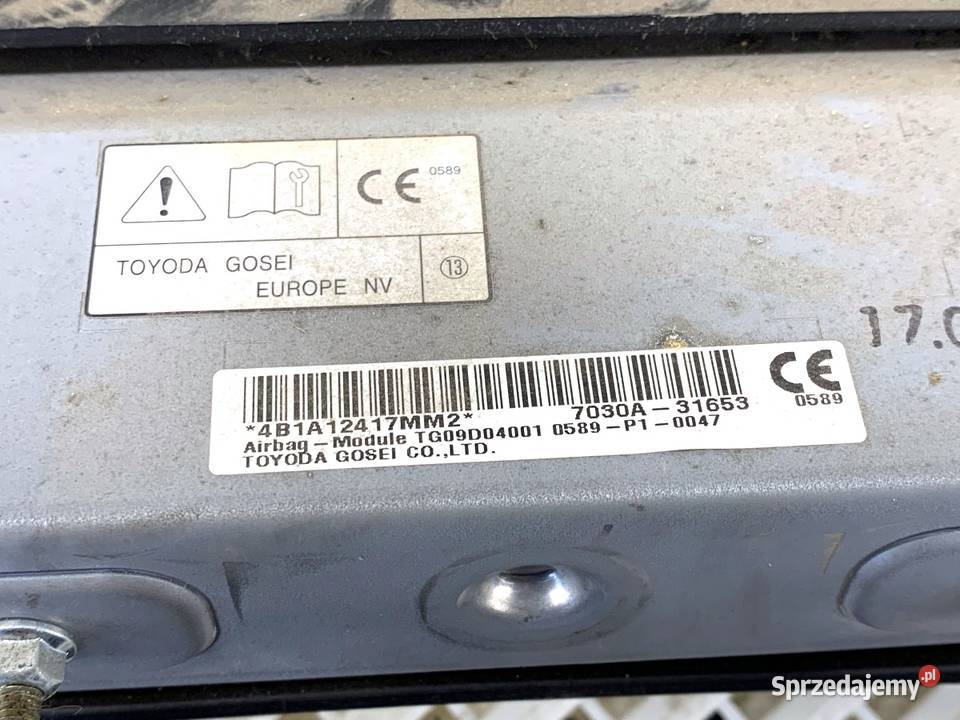 CE 0589
TOYODA GOSEI
EUROPE NV
13
17.0
CE
0589
*4B1A12417MM2* 7030A-31653
Airbag-Module TG09D04001 0589-P1-0047
TOYODA GOSEI CO.,LTD.
Sprzedajemy.pl